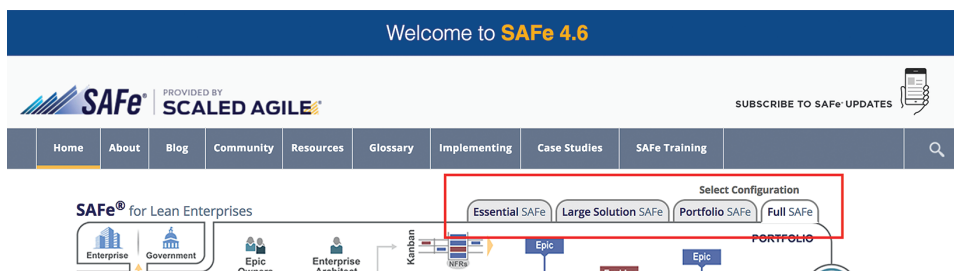 Welcome to SAFe 4.6
SAFe® PROVIDED BY
SCALED AGILE®
SUBSCRIBE TO SAFe® UPDATES
Home About Blog Community Resources Glossary Implementing Case Studies SAFe Training
Select Configuration
SAFe® for Lean Enterprises
Essential SAFe Large Solution SAFe Portfolio SAFe Full SAFe
PORTFOLIO
Kanban
Enterprise Government
Epic
Owners
Enterprise
Architect
NFRs
Epic
Epic